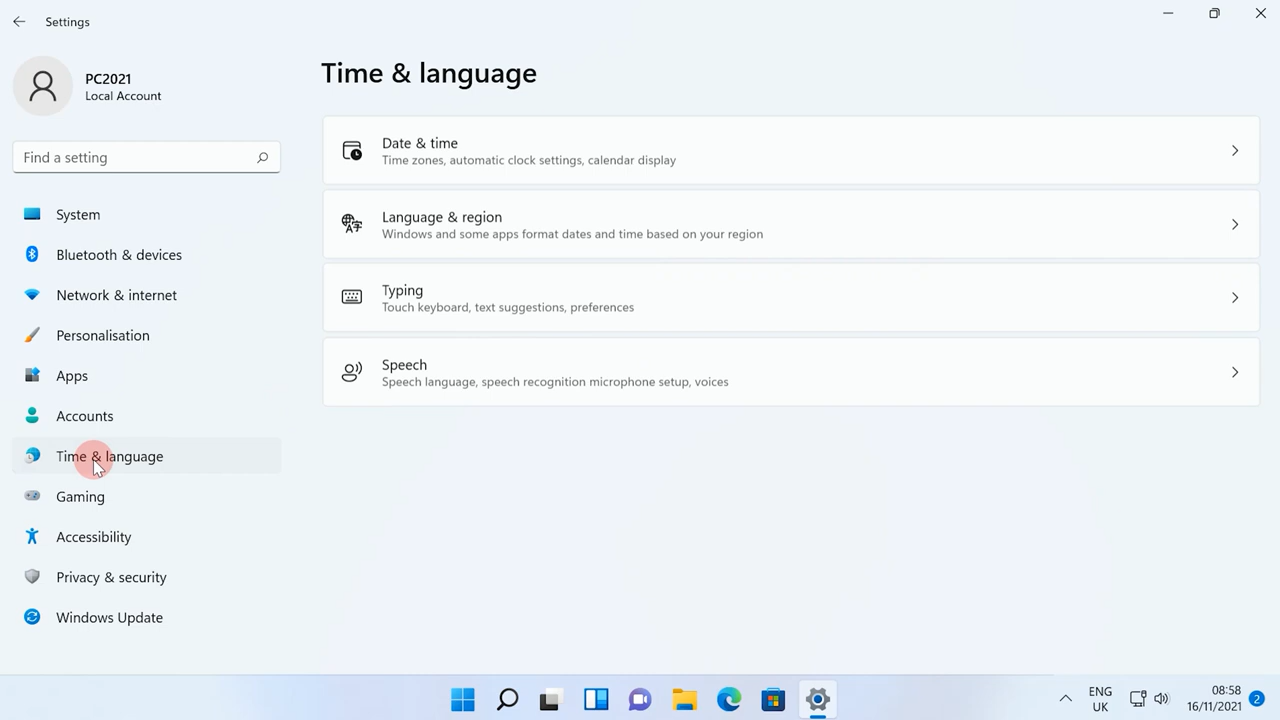 Settings
PC2021
Local Account
Find a setting
System
Bluetooth & devices
Network & internet
Personalisation
Apps
Accounts
Time & language
Gaming
Accessibility
Privacy & security
Windows Update
Time & language
Date & time
Time zones, automatic clock settings, calendar display
Language & region
Windows and some apps format dates and time based on your region
Typing
Touch keyboard, text suggestions, preferences
Speech
Speech language, speech recognition microphone setup, voices
ENG
UK
08:58
16/11/2021
2